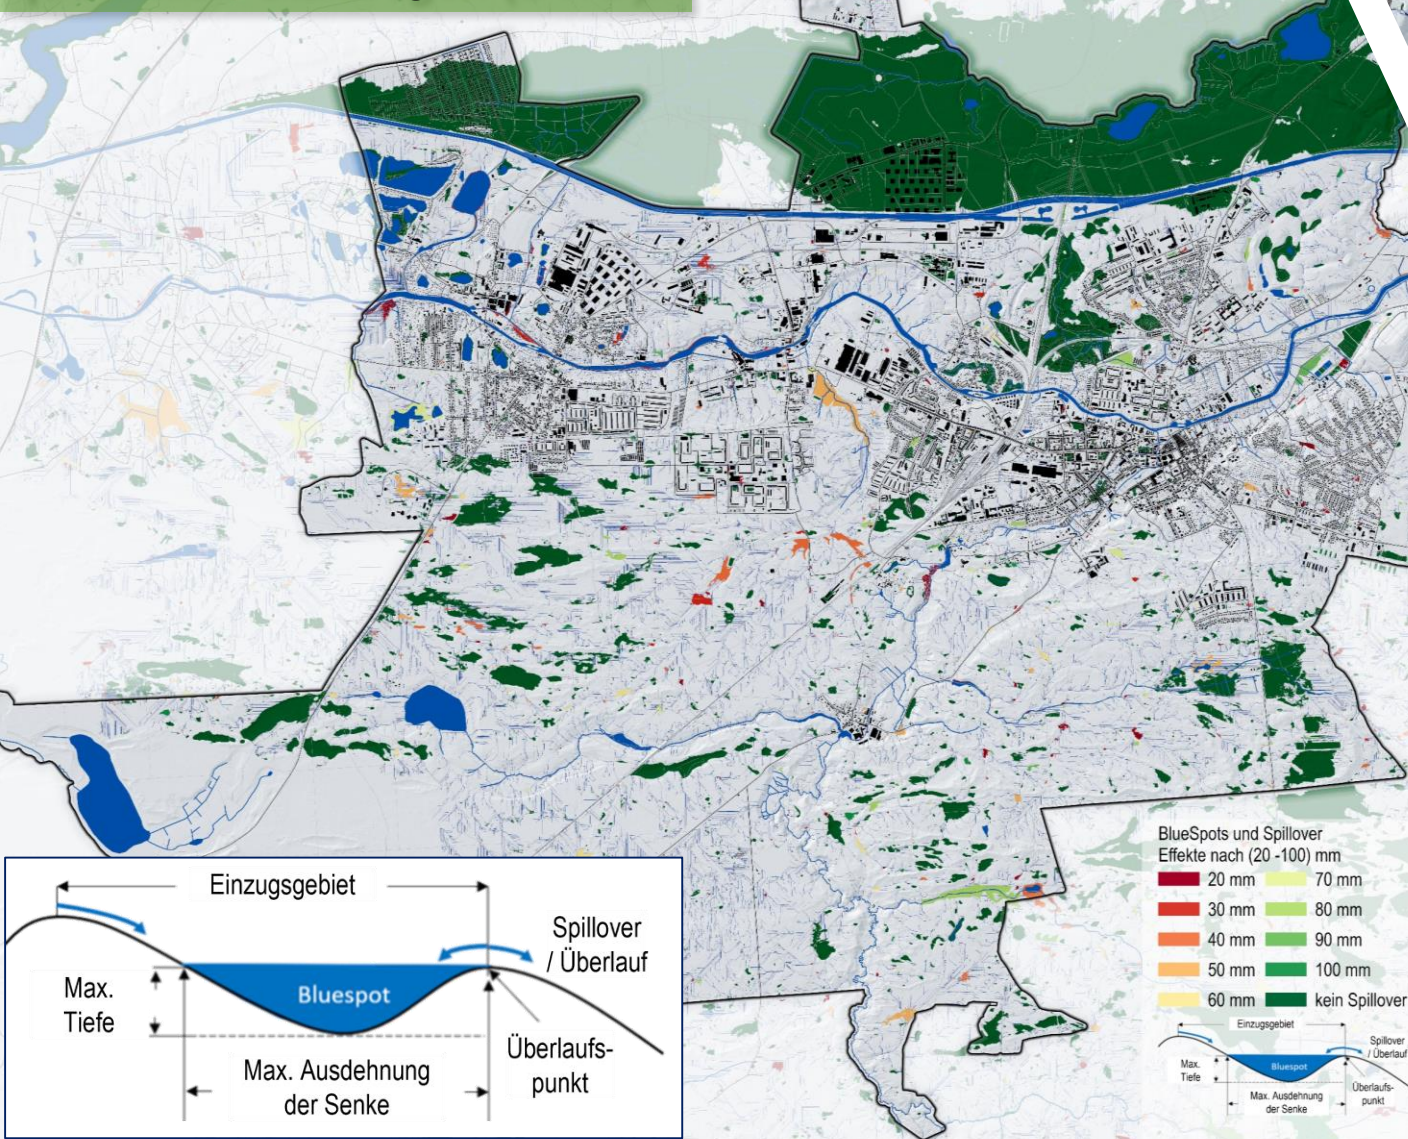 BlueSpots und Spillover
Effekte nach (20 -100) mm
20 mm
70 mm
30 mm
80 mm
40 mm
90 mm
50 mm
100 mm
60 mm
kein Spillover
Einzugsgebiet
Spillover
/ Überlauf
Max.
Tiefe
Bluespot
Überlaufs-
punkt
Max. Ausdehnung
der Senke
Einzugsgebiet
Spillover
/ Überlauf
Max.
Tiefe
Bluespot
Überlaufs-
punkt
Max. Ausdehnung
der Senke